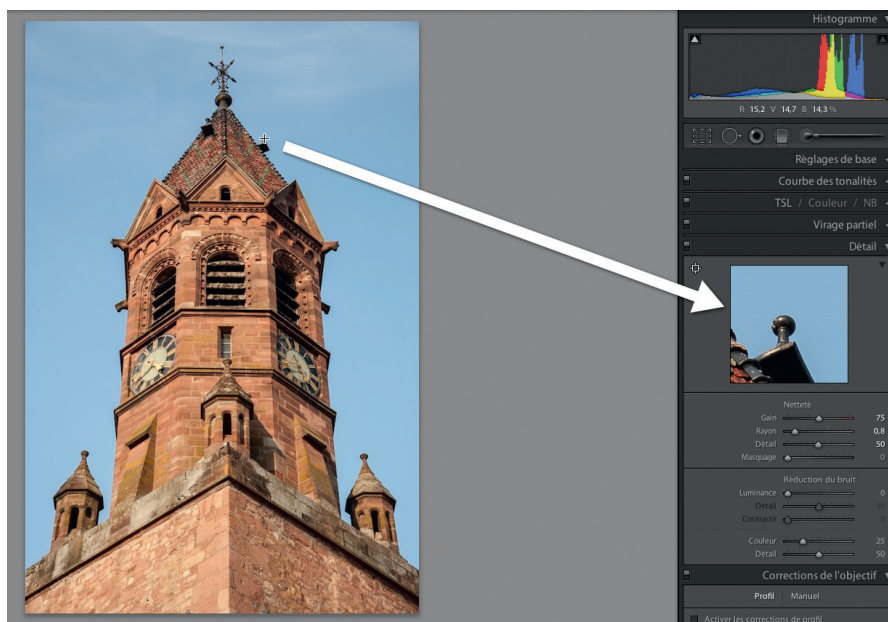 Histogramme
R 15,2 V 14,7 B 14,3 %
Réglages de base
Courbe des tonalités
TSL / Couleur / NB
Virage partiel
Détail
Netteté
Gain 75
Rayon 0,8
Détail 50
Masquage 0
Réduction du bruit
Luminance 0
Détail 50
Contraste 0
Couleur 25
Détail 50
Corrections de l'objectif
Profil Manuel
Activer les corrections de profil